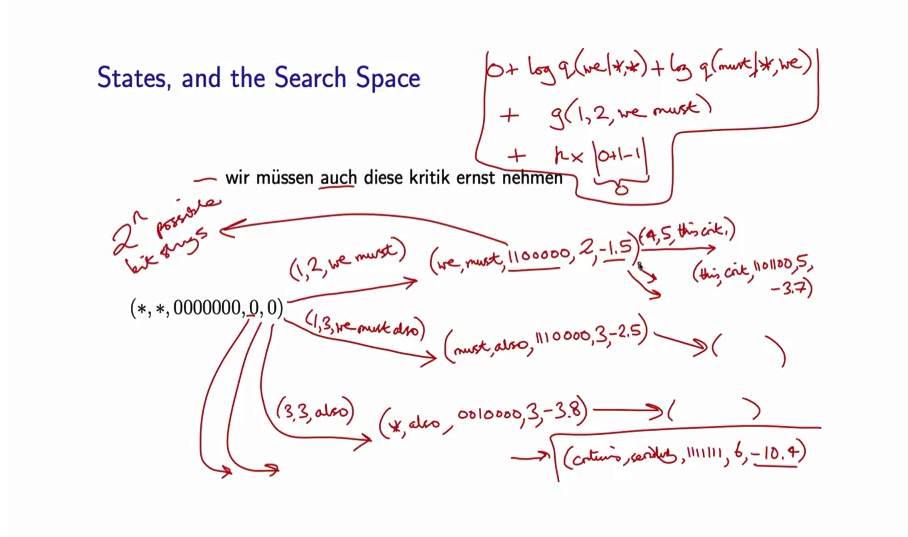 States, and the Search Space
0 + log q(we|*,*) + log q(must|*,we)
+ g(1,2,we must)
+ η × |0+1-1|
0
wir müssen auch diese kritik ernst nehmen
2^n possible
bit strings
(1,2, we must)
(we, must, 1100000, 2, -1.5)
(4,5, this crit.)
(this, crit, 1101100, 5,
-3.7)
(*, *, 0000000, 0, 0)
(1,3, we must also)
(must, also, 1110000, 3, -2.5)
( )
(3,3, also)
(*, also, 0010000, 3, -3.8)
( )
(criticism, seriously, 1111111, 6, -10.4)